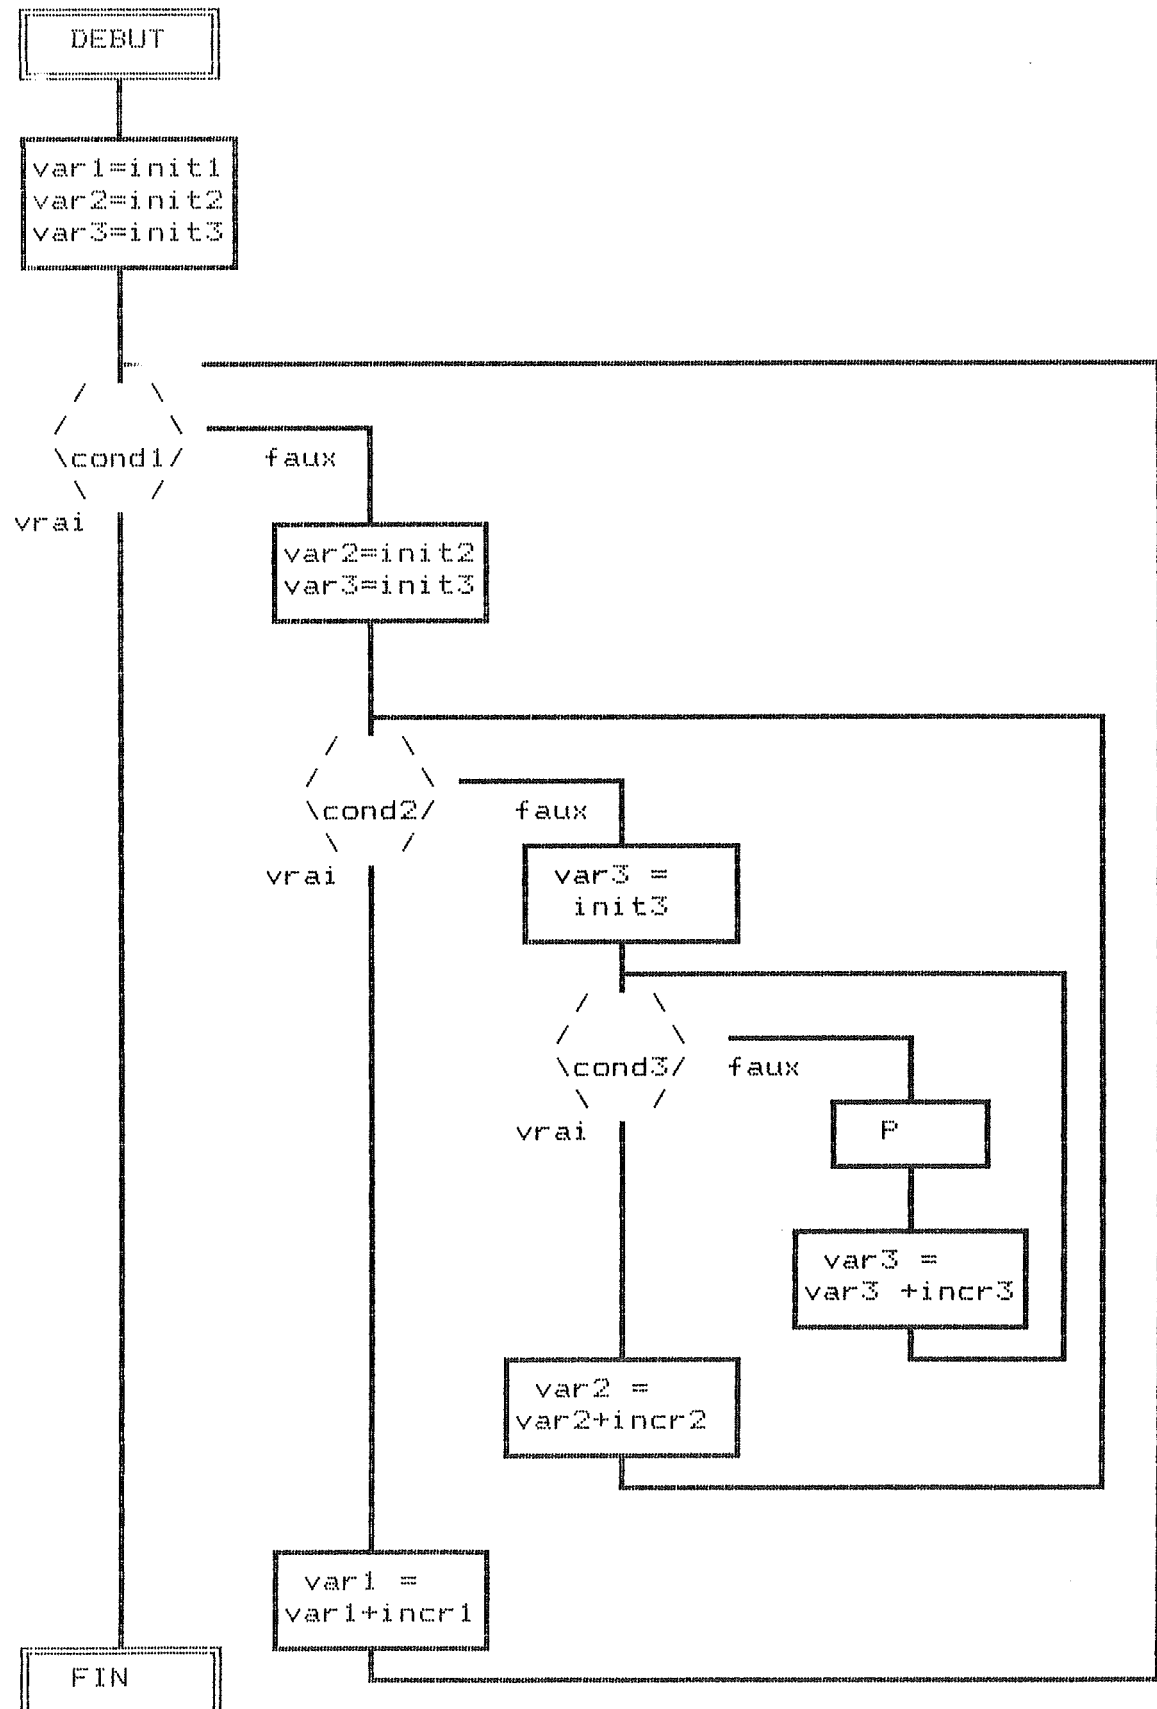 DEBUT
var1=init1
var2=init2
var3=init3
\cond1/
faux
vrai
var2=init2
var3=init3
\cond2/
faux
vrai
var3 =
init3
\cond3/
faux
vrai
P
var3 =
var3 +incr3
var2 =
var2+incr2
var1 =
var1+incr1
FIN